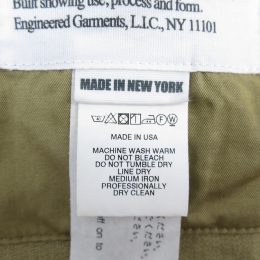 Built showing use, process and form.
Engineered Garments, L.I.C., NY 11101
MADE IN NEW YORK
MADE IN USA
MACHINE WASH WARM
DO NOT BLEACH
DO NOT TUMBLE DRY
LINE DRY
MEDIUM IRON
PROFESSIONALLY
DRY CLEAN